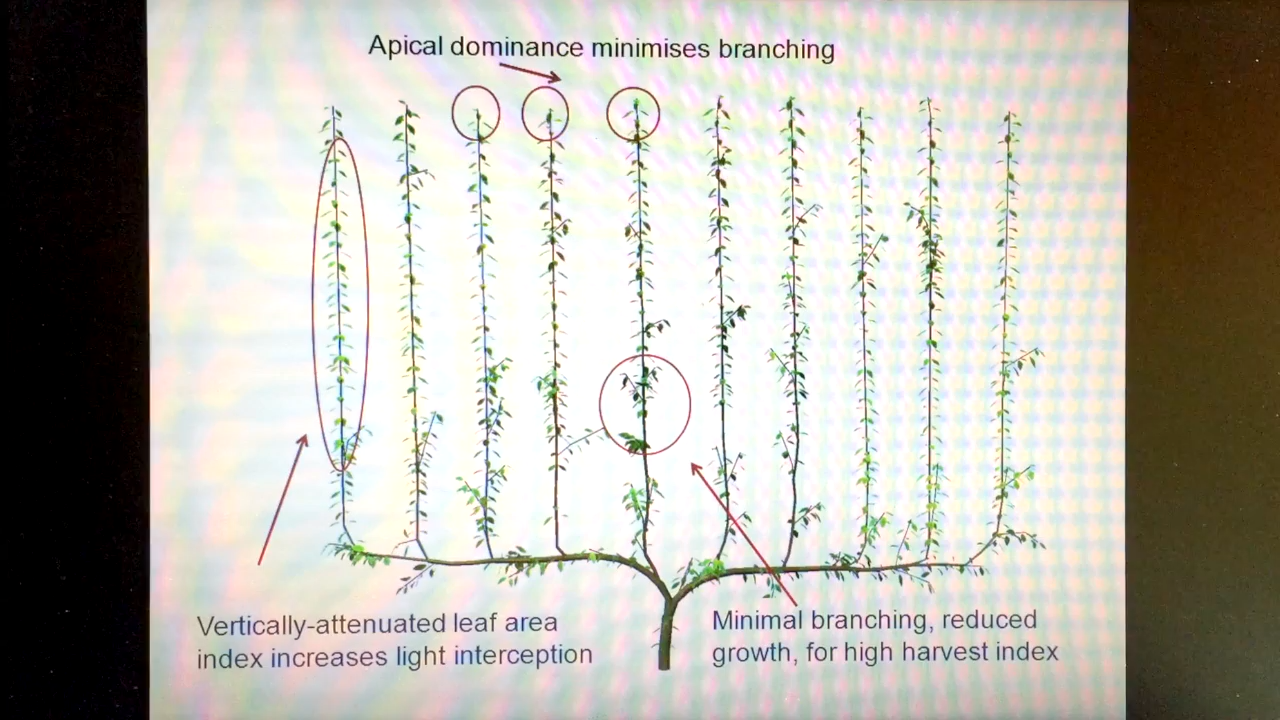 Apical dominance minimises branching
Vertically-attenuated leaf area
index increases light interception
Minimal branching, reduced
growth, for high harvest index